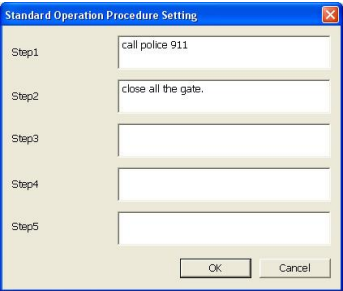 Standard Operation Procedure Setting
Step1
call police 911
Step2
close all the gate.
Step3
Step4
Step5
OK
Cancel